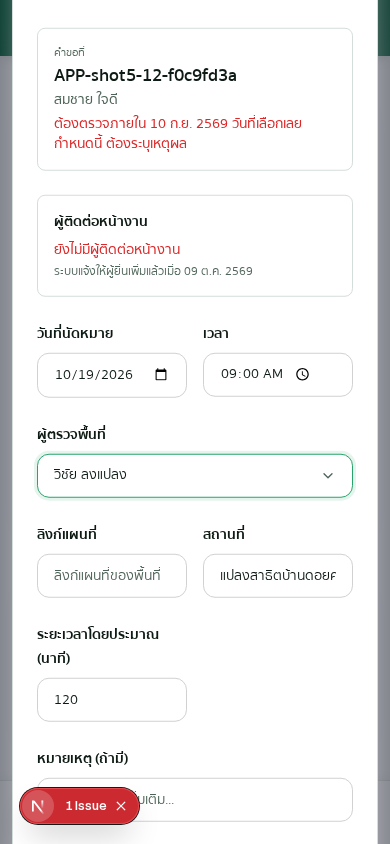 คำขอที่
APP-shot5-12-f0c9fd3a
สมชาย ใจดี
ต้องตรวจภายใน 10 ก.ย. 2569 วันที่เลือกเลย
กำหนดนี้ ต้องระบุเหตุผล
ผู้ติดต่อหน้างาน
ยังไม่มีผู้ติดต่อหน้างาน
ระบบแจ้งให้ผู้ยื่นเพิ่มแล้วเมื่อ 09 ต.ค. 2569
วันที่นัดหมาย
เวลา
10/19/2026
09:00 AM
ผู้ตรวจพื้นที่
วิชัย ลงแปลง
ลิงก์แผนที่
สถานที่
ลิงก์แผนที่ของพื้นที่
แปลงสาธิตบ้านดอย
ระยะเวลาโดยประมาณ
(นาที)
120
หมายเหตุ (ถ้ามี)
1 Issue